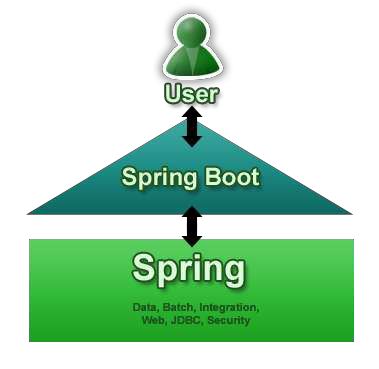 User
Spring Boot
Spring
Data, Batch, Integration,
Web, JDBC, Security